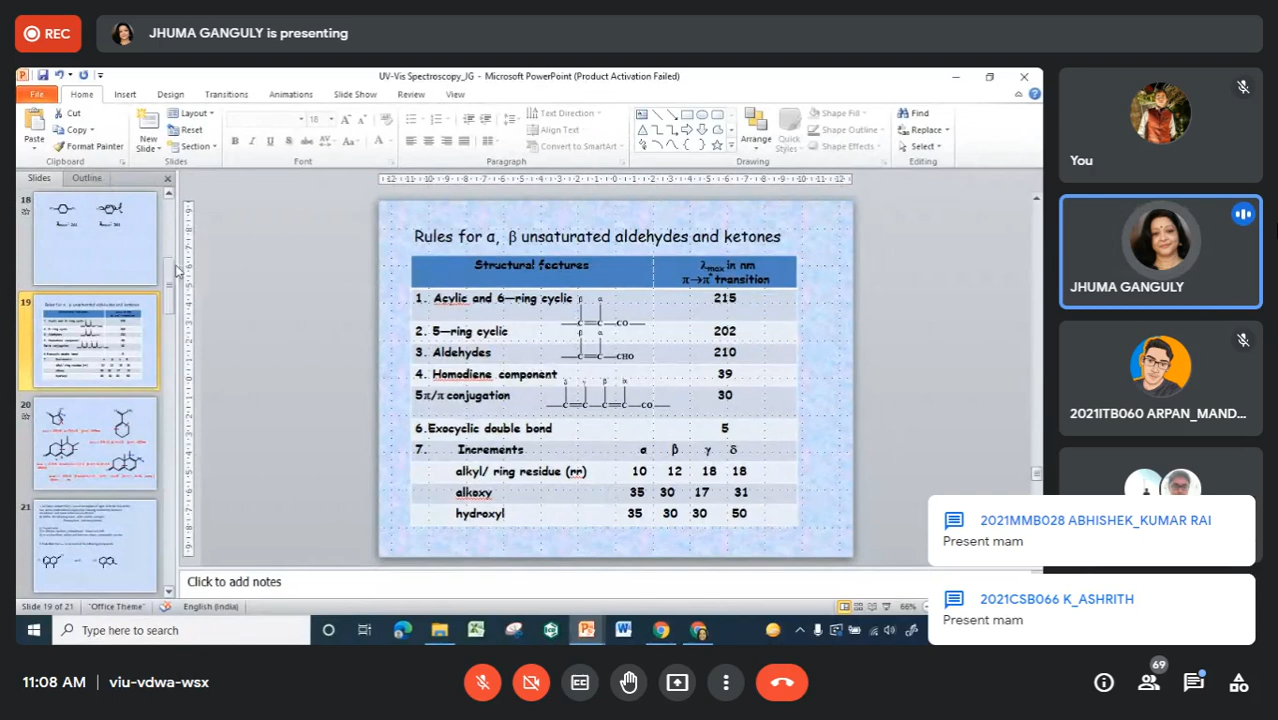 REC
JHUMA GANGULY is presenting
UV-Vis Spectroscopy_JG - Microsoft PowerPoint (Product Activation Failed)
File Home Insert Design Transitions Animations Slide Show Review View
Paste Cut Copy Format Painter
Clipboard
New Slide Layout Reset Section
Slides
18
B I U S abc AV Aa A
Font
Text Direction
Align Text
Convert to SmartArt
Paragraph
Arrange Quick Styles
Shape Fill
Shape Outline
Shape Effects
Drawing
Find
Replace
Select
Editing
Slides Outline
18
19
20
21
Rules for α, β unsaturated aldehydes and ketones
Structural feetures λmax in nm
π→π* transition
1. Acylic and 6—ring cyclic 215
β α
C C CO
2. 5—ring cyclic 202
β α
3. Aldehydes 210
C C CHO
4. Homodiene component 39
δ γ β α
5π/π conjugation 30
C C C C CO
6.Exocyclic double bond 5
7. Increments α β γ δ
alkyl/ ring residue (rr) 10 12 18 18
alkoxy 35 30 17 31
hydroxyl 35 30 30 50
Click to add notes
Slide 19 of 21 "Office Theme" English (India) 66%
Type here to search
You
JHUMA GANGULY
2021ITB060 ARPAN_MAND...
2021MMB028 ABHISHEK_KUMAR RAI
Present mam
2021CSB066 K_ASHRITH
Present mam
11:08 AM | viu-vdwa-wsx
69